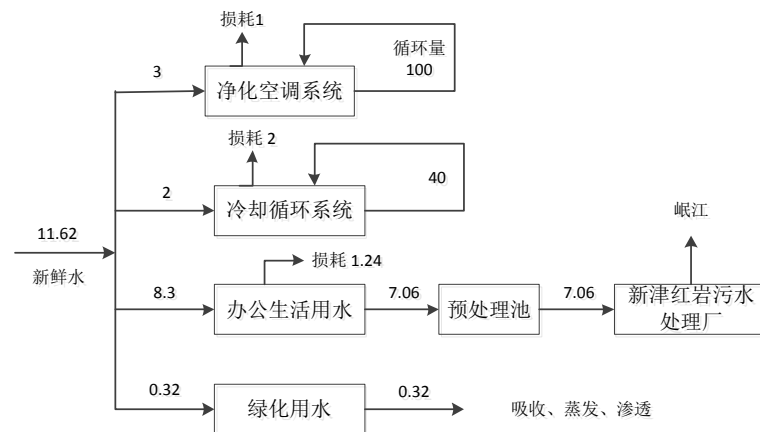 损耗1
循环量
100
3
净化空调系统
损耗 2
40
2
冷却循环系统
岷江
11.62
新鲜水
损耗 1.24
8.3
办公生活用水
7.06
预处理池
7.06
新津红岩污水
处理厂
0.32
绿化用水
0.32
吸收、蒸发、渗透